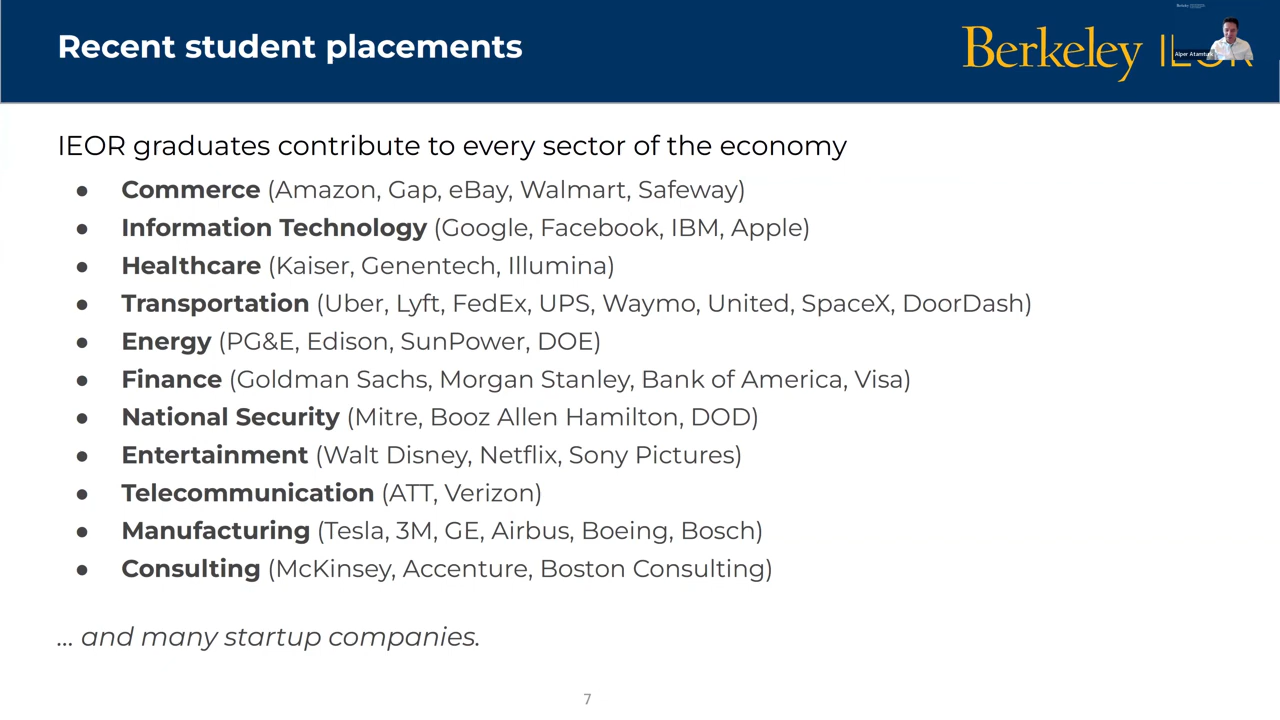 Recent student placements
Berkeley IEOR
Alper Atamturk
IEOR graduates contribute to every sector of the economy
● Commerce (Amazon, Gap, eBay, Walmart, Safeway)
● Information Technology (Google, Facebook, IBM, Apple)
● Healthcare (Kaiser, Genentech, Illumina)
● Transportation (Uber, Lyft, FedEx, UPS, Waymo, United, SpaceX, DoorDash)
● Energy (PG&E, Edison, SunPower, DOE)
● Finance (Goldman Sachs, Morgan Stanley, Bank of America, Visa)
● National Security (Mitre, Booz Allen Hamilton, DOD)
● Entertainment (Walt Disney, Netflix, Sony Pictures)
● Telecommunication (ATT, Verizon)
● Manufacturing (Tesla, 3M, GE, Airbus, Boeing, Bosch)
● Consulting (McKinsey, Accenture, Boston Consulting)
... and many startup companies.
7